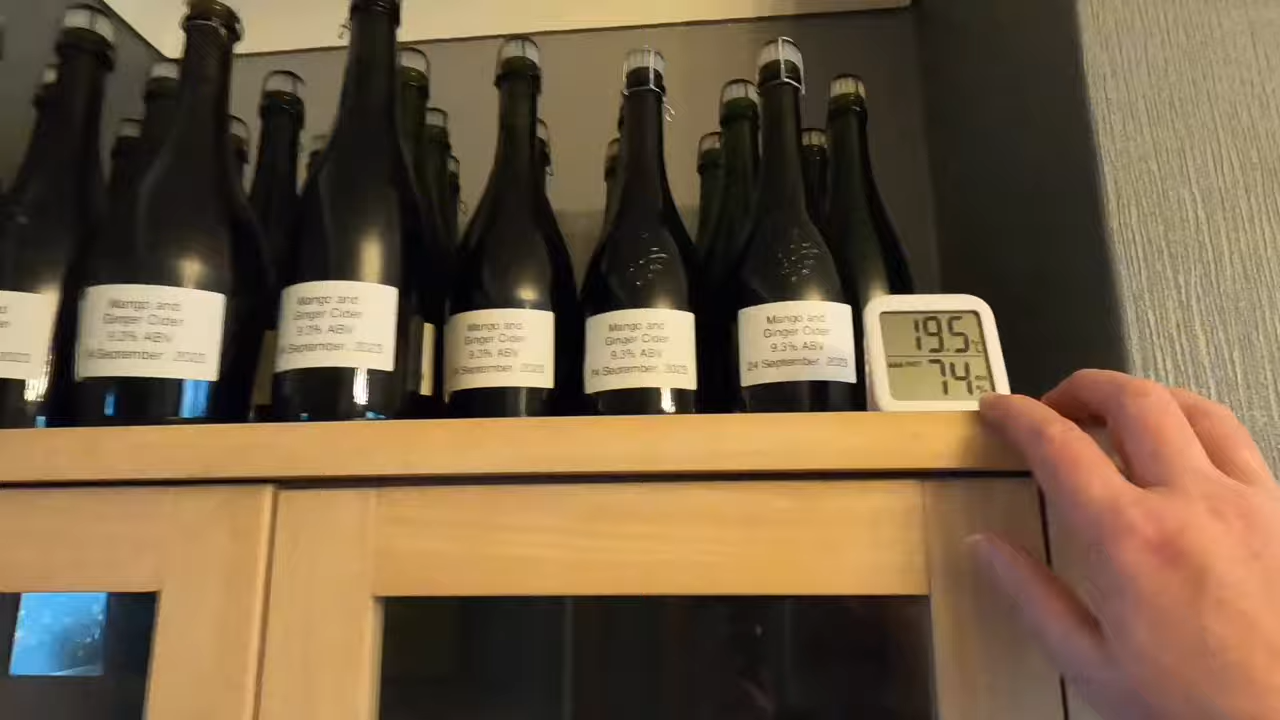 Mango and
Ginger Cider
9.3% ABV
September 2023
Mango and
Ginger Cider
9.3% ABV
September 2023
Mango and
Ginger Cider
9.3% ABV
September 2023
Mango and
Ginger Cider
9.3% ABV
24 September 2023
Mango and
Ginger Cider
9.3% ABV
24 September 2023
19.5 °C
74 %